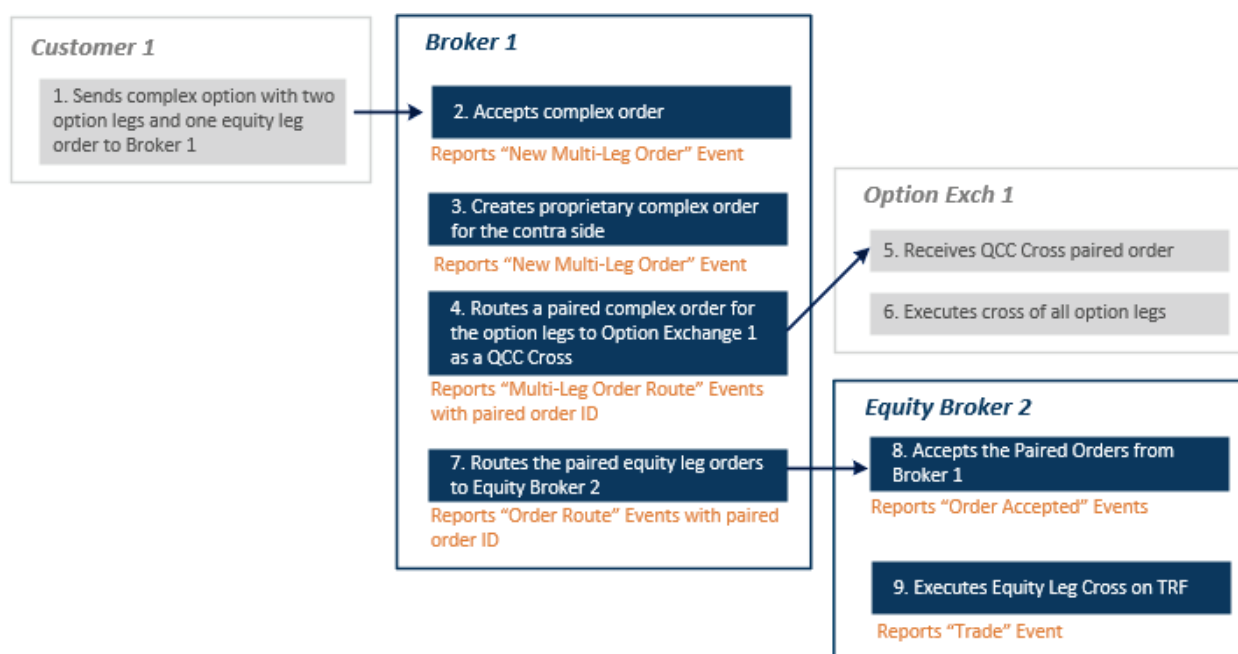 Customer 1
1. Sends complex option with two
option legs and one equity leg
order to Broker 1
Broker 1
2. Accepts complex order
Reports “New Multi-Leg Order” Event
3. Creates proprietary complex order
for the contra side
Reports “New Multi-Leg Order” Event
4. Routes a paired complex order for
the option legs to Option Exchange 1
as a QCC Cross
Reports “Multi-Leg Order Route” Events
with paired order ID
7. Routes the paired equity leg orders
to Equity Broker 2
Reports “Order Route” Events with paired
order ID
Option Exch 1
5. Receives QCC Cross paired order
6. Executes cross of all option legs
Equity Broker 2
8. Accepts the Paired Orders from
Broker 1
Reports “Order Accepted” Events
9. Executes Equity Leg Cross on TRF
Reports “Trade” Event